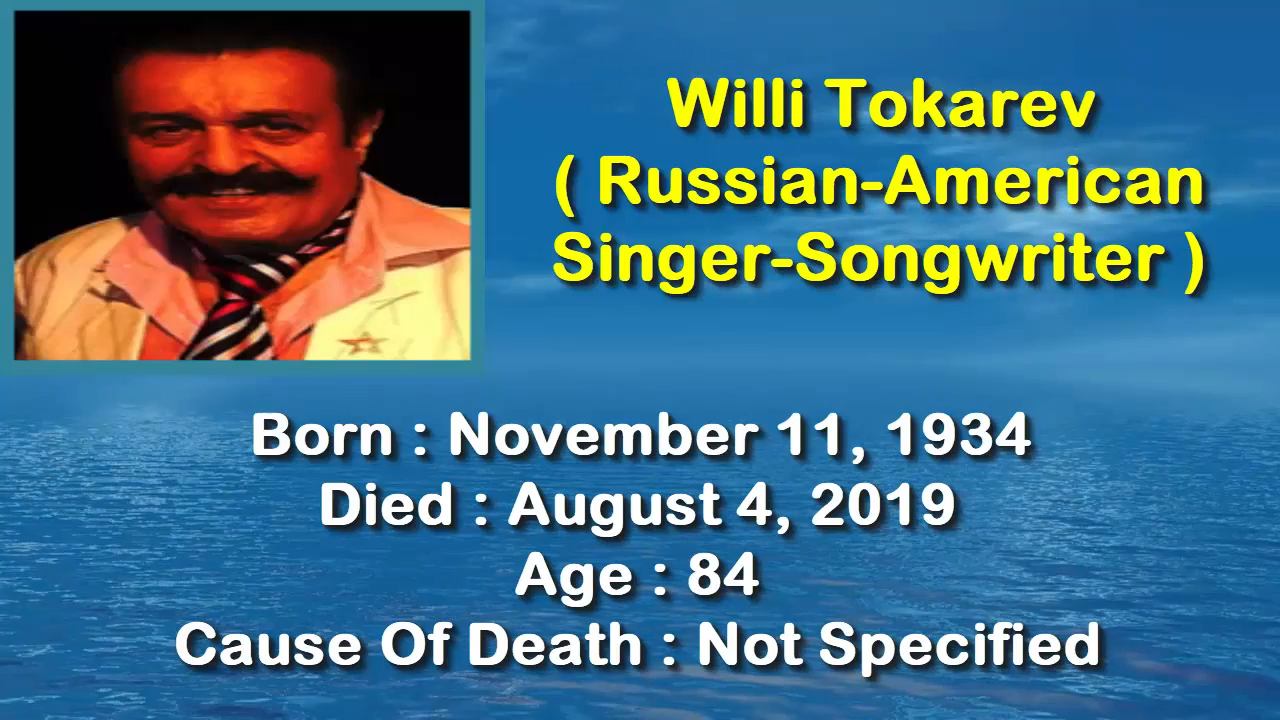 Willi Tokarev
( Russian-American
Singer-Songwriter )
Born : November 11, 1934
Died : August 4, 2019
Age : 84
Cause Of Death : Not Specified